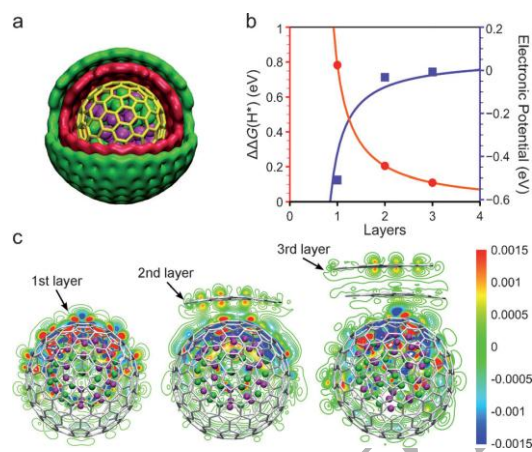 a
b
ΔΔG(H*) (eV)
1
0.8
0.6
0.4
0.2
0
0 1 2 3 4
Layers
0
-0.2
-0.4
-0.6
Electronic Potential (eV)
0.2
c
1st layer
2nd layer
3rd layer
0.0015
0.001
0.0005
0
-0.0005
-0.001
-0.0015